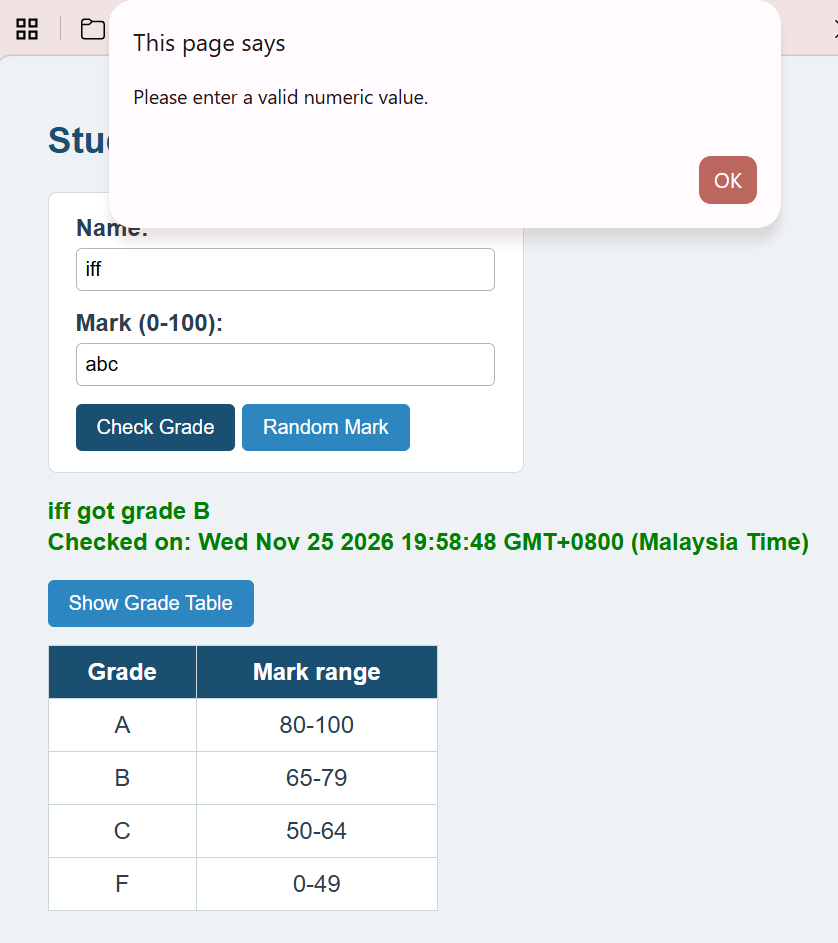 This page says
Please enter a valid numeric value.
OK
Name:
iff
Mark (0-100):
abc
Check Grade Random Mark
iff got grade B
Checked on: Wed Nov 25 2026 19:58:48 GMT+0800 (Malaysia Time)
Show Grade Table
Grade Mark range
A 80-100
B 65-79
C 50-64
F 0-49